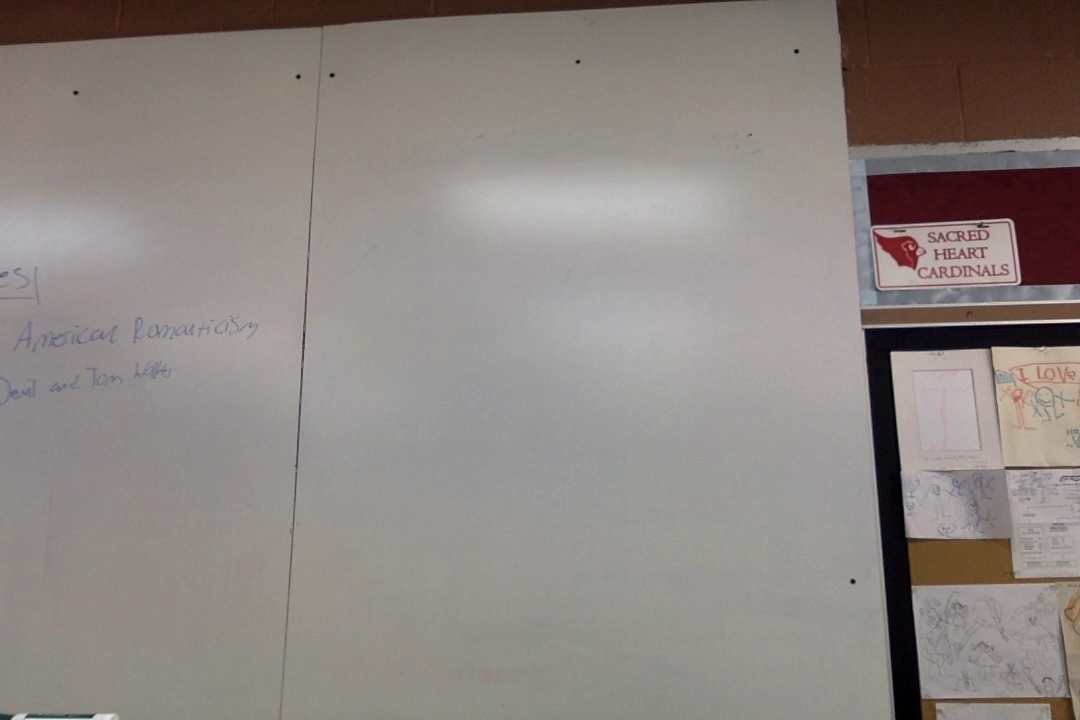 es
American Romanticism
Devil and Tom Walker
SACRED
HEART
CARDINALS
I LOVE